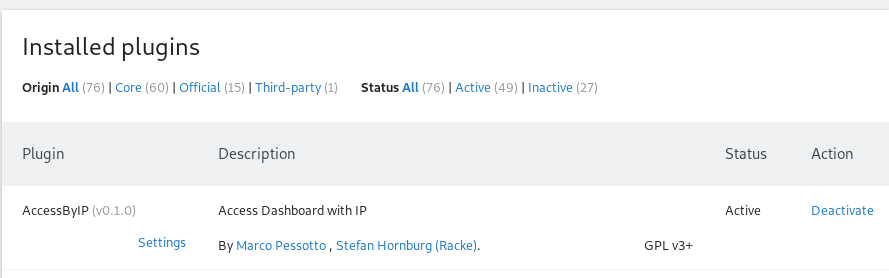 Installed plugins
Origin All (76) | Core (60) | Official (15) | Third-party (1) Status All (76) | Active (49) | Inactive (27)
Plugin Description Status Action
AccessByIP (v0.1.0) Access Dashboard with IP Active Deactivate
Settings By Marco Pessotto , Stefan Hornburg (Racke). GPL v3+